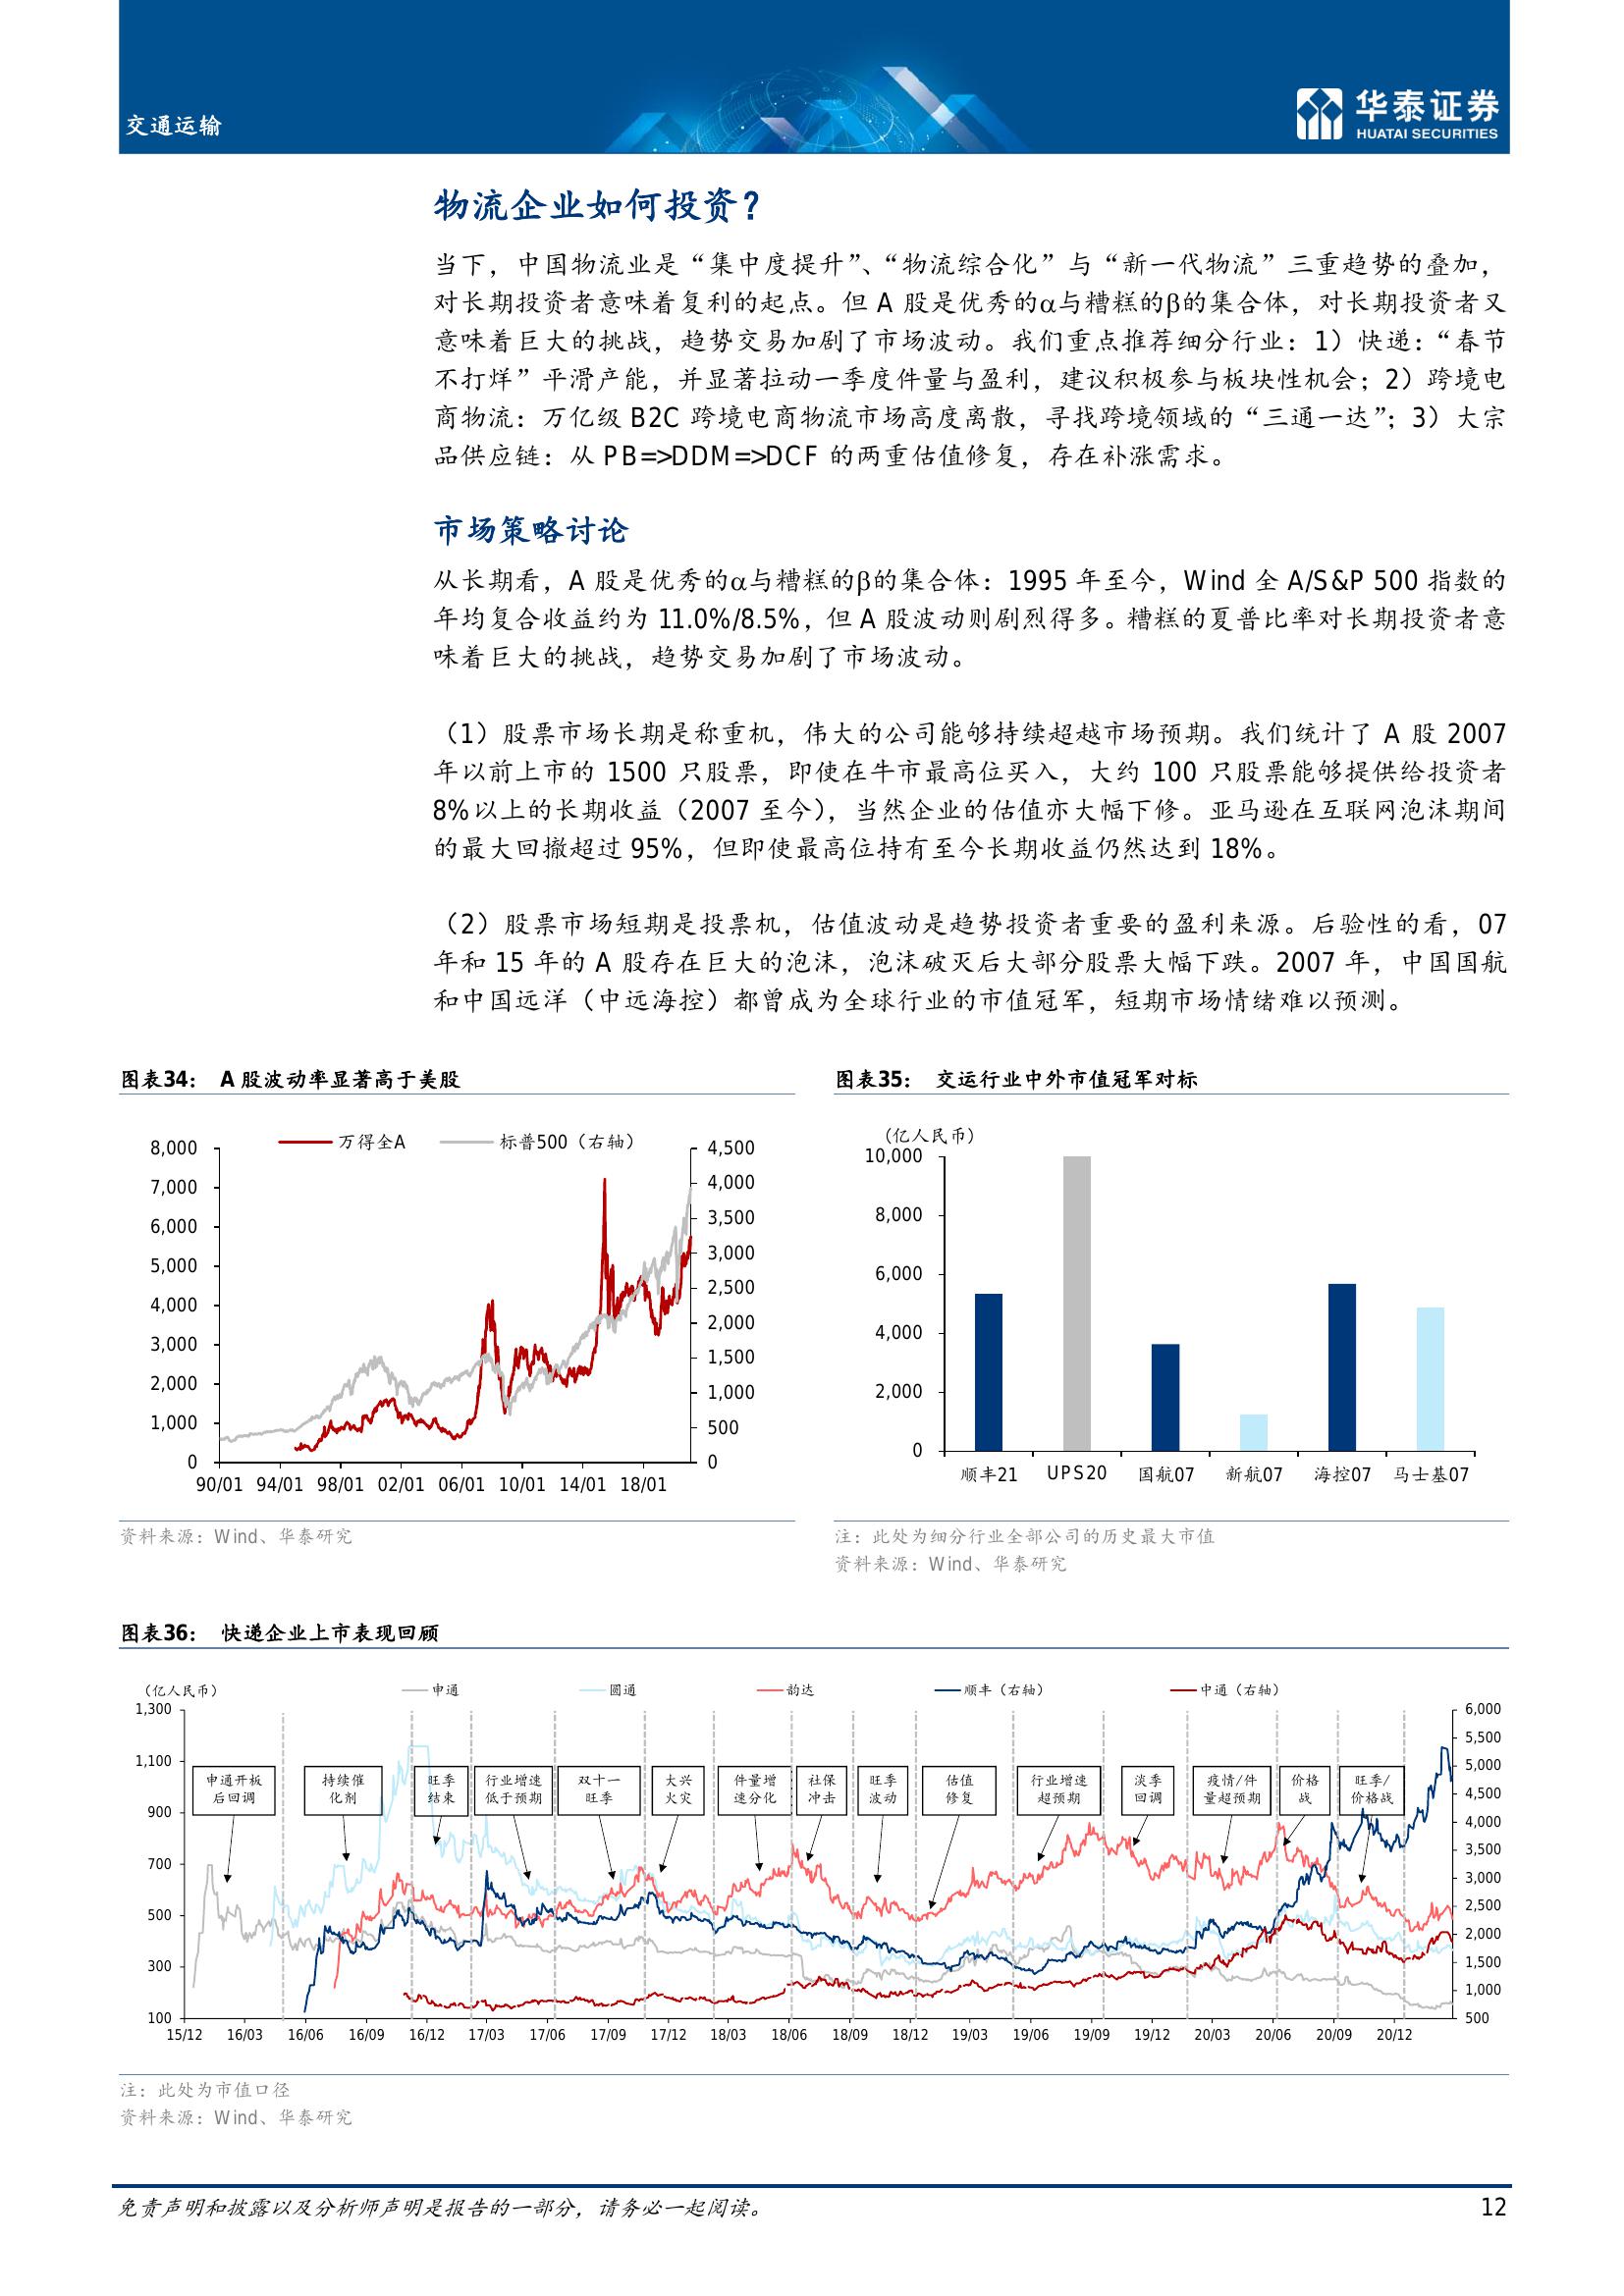 交通运输
华泰证券
HUATAI SECURITIES
物流企业如何投资？
当下，中国物流业是“集中度提升”、“物流综合化”与“新一代物流”三重趋势的叠加，
对长期投资者意味着复利的起点。但 A 股是优秀的α与糟糕的β的集合体，对长期投资者又
意味着巨大的挑战，趋势交易加剧了市场波动。我们重点推荐细分行业：1）快递：“春节
不打烊”平滑产能，并显著拉动一季度件量与盈利，建议积极参与板块性机会；2）跨境电
商物流：万亿级 B2C 跨境电商物流市场高度离散，寻找跨境领域的“三通一达”；3）大宗
品供应链：从 PB=>DDM=>DCF 的两重估值修复，存在补涨需求。
市场策略讨论
从长期看，A 股是优秀的α与糟糕的β的集合体：1995 年至今，Wind 全 A/S&P 500 指数的
年均复合收益约为 11.0%/8.5%，但 A 股波动则剧烈得多。糟糕的夏普比率对长期投资者意
味着巨大的挑战，趋势交易加剧了市场波动。
（1）股票市场长期是称重机，伟大的公司能够持续超越市场预期。我们统计了 A 股 2007
年以前上市的 1500 只股票，即使在牛市最高位买入，大约 100 只股票能够提供给投资者
8%以上的长期收益（2007 至今），当然企业的估值亦大幅下修。亚马逊在互联网泡沫期间
的最大回撤超过 95%，但即使最高位持有至今长期收益仍然达到 18%。
（2）股票市场短期是投票机，估值波动是趋势投资者重要的盈利来源。后验性的看，07
年和 15 年的 A 股存在巨大的泡沫，泡沫破灭后大部分股票大幅下跌。2007 年，中国国航
和中国远洋（中远海控）都曾成为全球行业的市值冠军，短期市场情绪难以预测。
图表34： A 股波动率显著高于美股
万得全A 标普500（右轴）
8,000
7,000
6,000
5,000
4,000
3,000
2,000
1,000
0
4,500
4,000
3,500
3,000
2,500
2,000
1,500
1,000
500
0
90/01 94/01 98/01 02/01 06/01 10/01 14/01 18/01
资料来源：Wind、华泰研究
图表35： 交运行业中外市值冠军对标
(亿人民币)
10,000
8,000
6,000
4,000
2,000
0
顺丰21 UPS20 国航07 新航07 海控07 马士基07
注：此处为细分行业全部公司的历史最大市值
资料来源：Wind、华泰研究
图表36： 快递企业上市表现回顾
（亿人民币）
申通 圆通 韵达 顺丰（右轴） 中通（右轴）
1,300
1,100
900
700
500
300
100
6,000
5,500
5,000
4,500
4,000
3,500
3,000
2,500
2,000
1,500
1,000
500
申通开板
后回调
持续催
化剂
旺季
结束
行业增速
低于预期
双十一
旺季
大兴
火灾
件量增
速分化
社保
冲击
旺季
波动
估值
修复
行业增速
超预期
淡季
回调
疫情/件
量超预期
价格
战
旺季/
价格战
15/12 16/03 16/06 16/09 16/12 17/03 17/06 17/09 17/12 18/03 18/06 18/09 18/12 19/03 19/06 19/09 19/12 20/03 20/06 20/09 20/12
注：此处为市值口径
资料来源：Wind、华泰研究
免责声明和披露以及分析师声明是报告的一部分，请务必一起阅读。
12